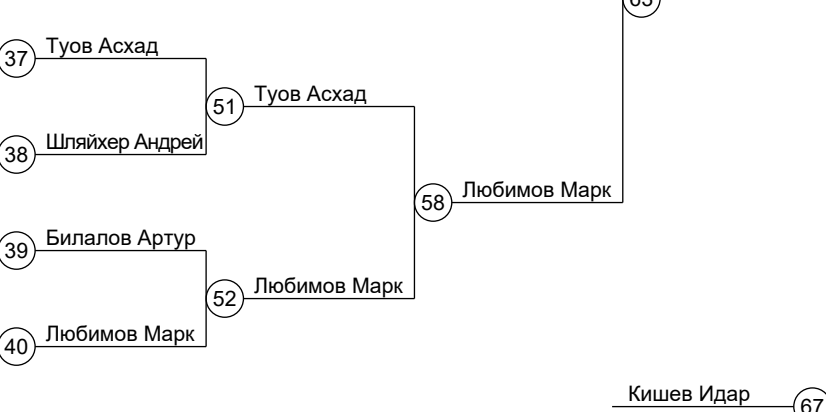 37 Туов Асхад
51 Туов Асхад
38 Шляйхер Андрей
58 Любимов Марк
39 Билалов Артур
52 Любимов Марк
40 Любимов Марк
Кишев Идар 67